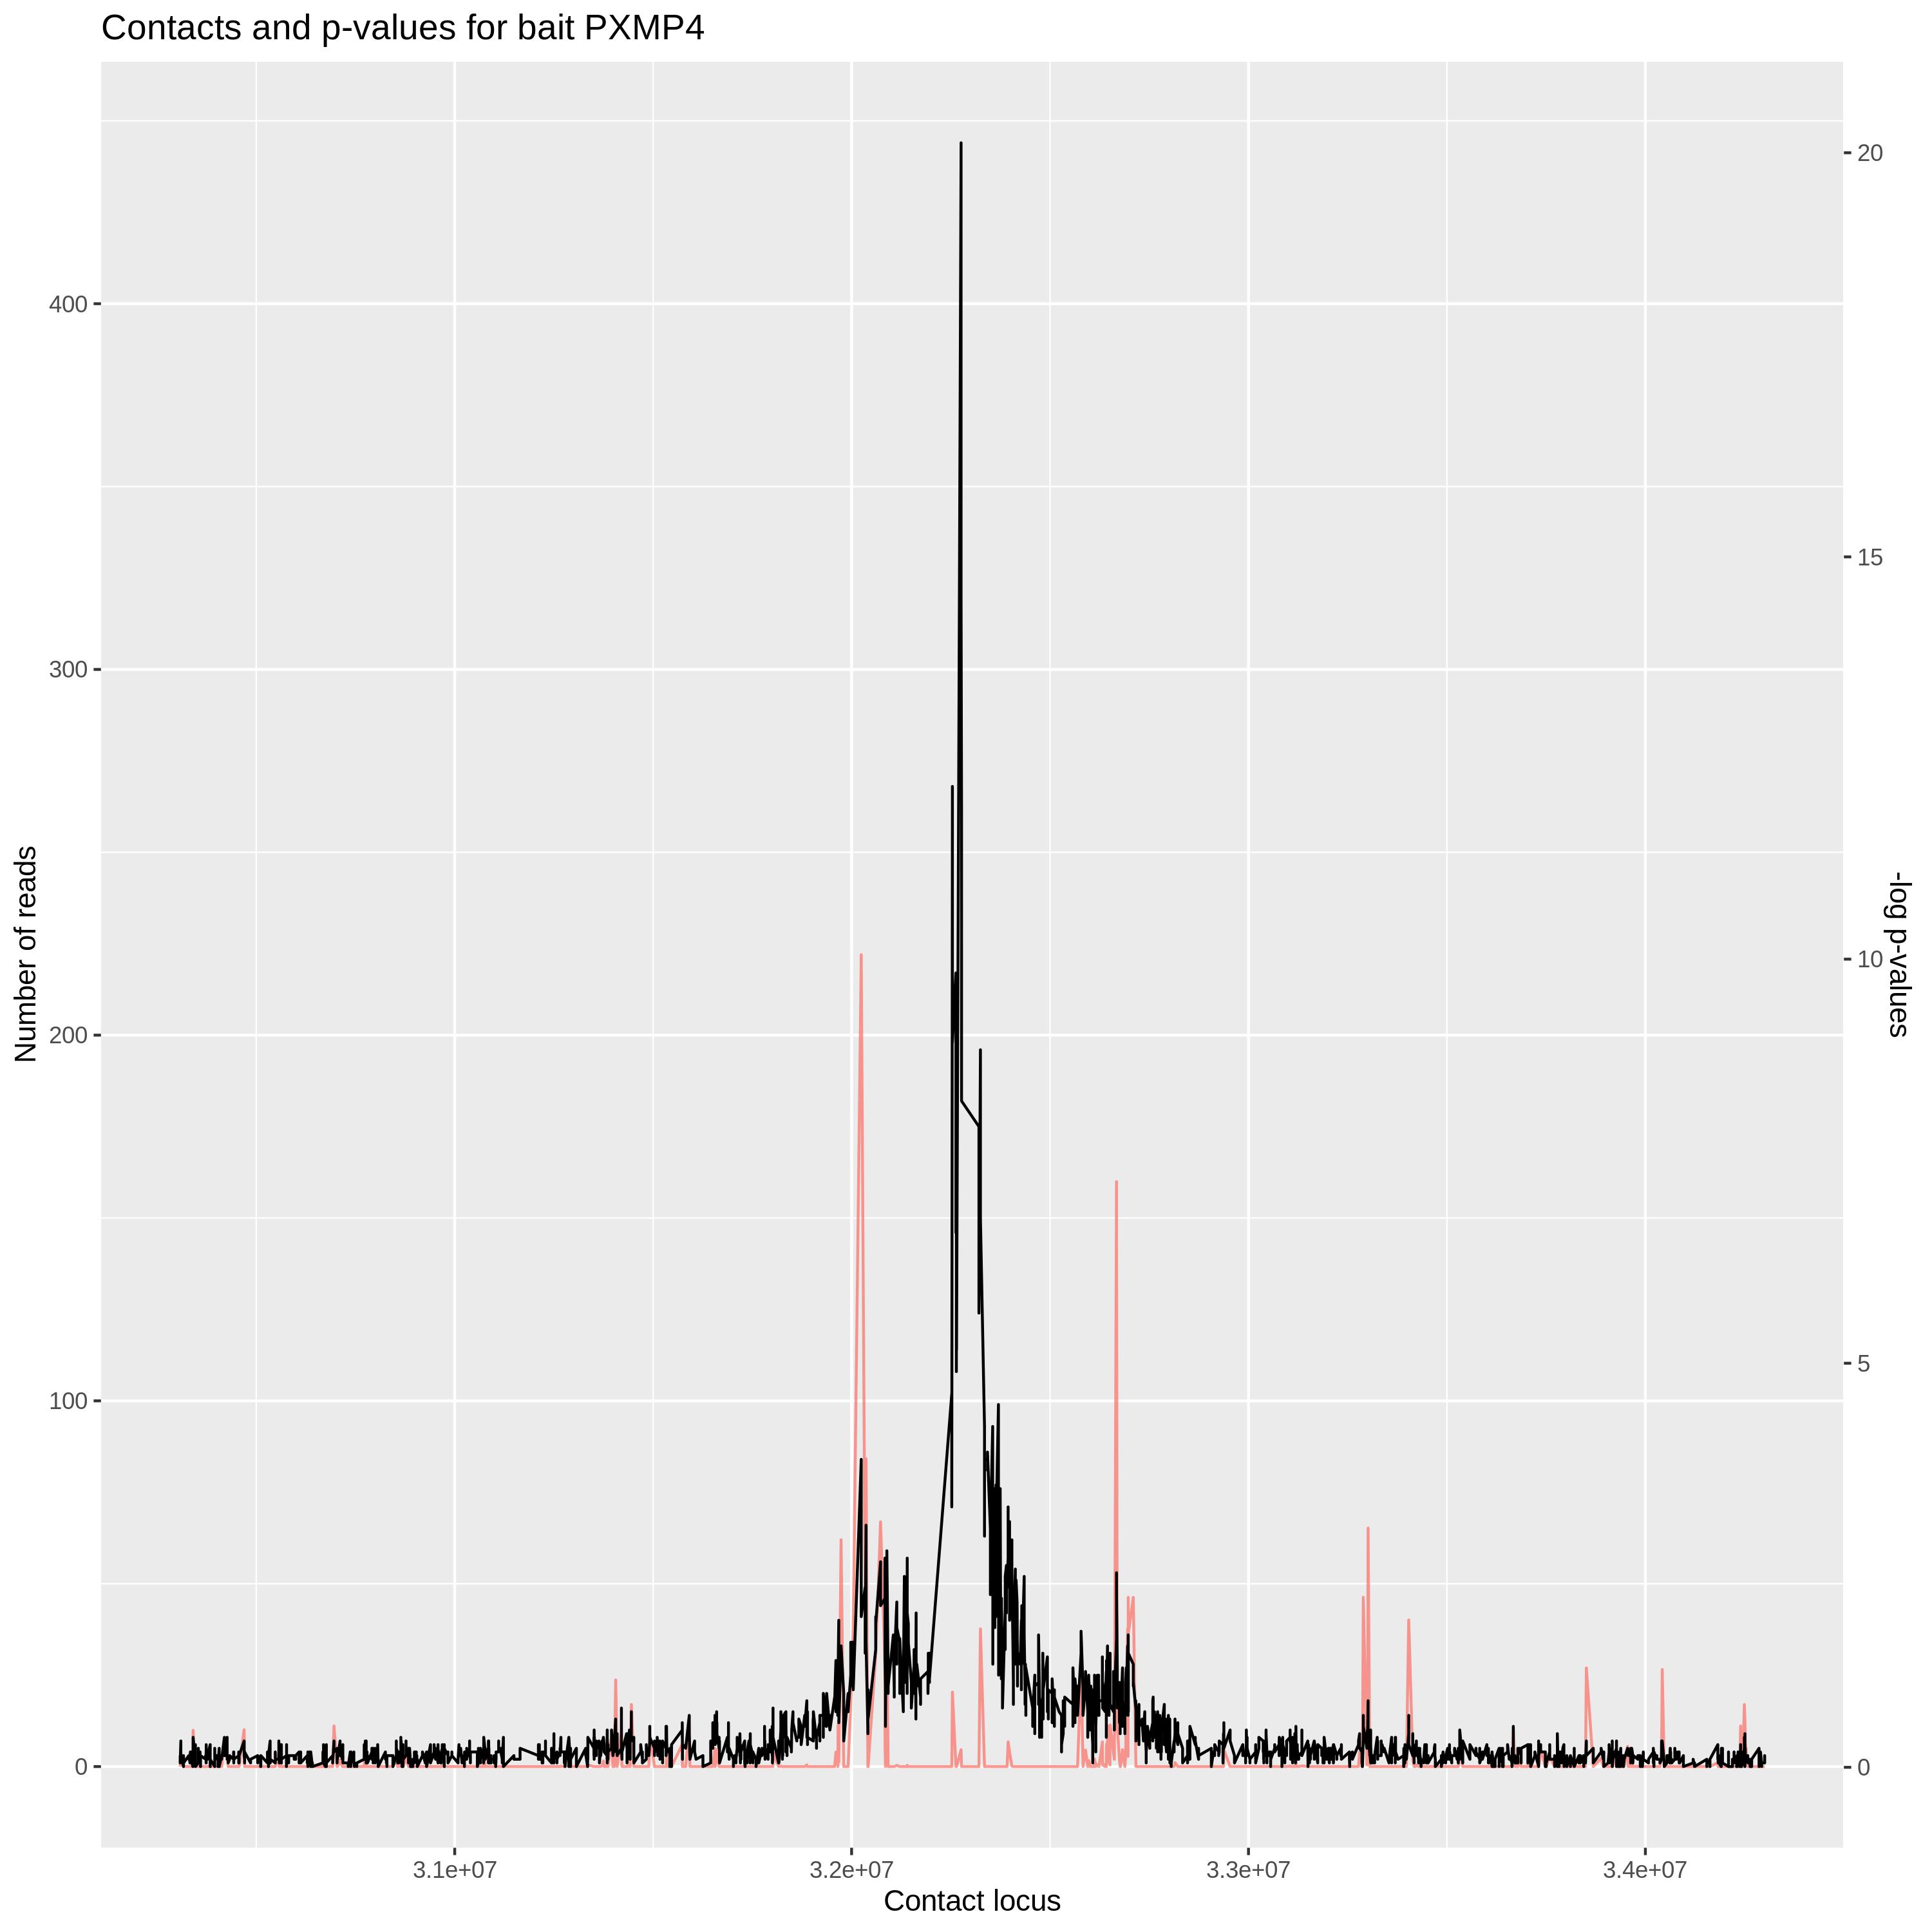 Contacts and p-values for bait PXMP4
Number of reads
400
300
200
100
0
20
15
10
5
0
-log p-values
3.1e+07
3.2e+07
3.3e+07
3.4e+07
Contact locus